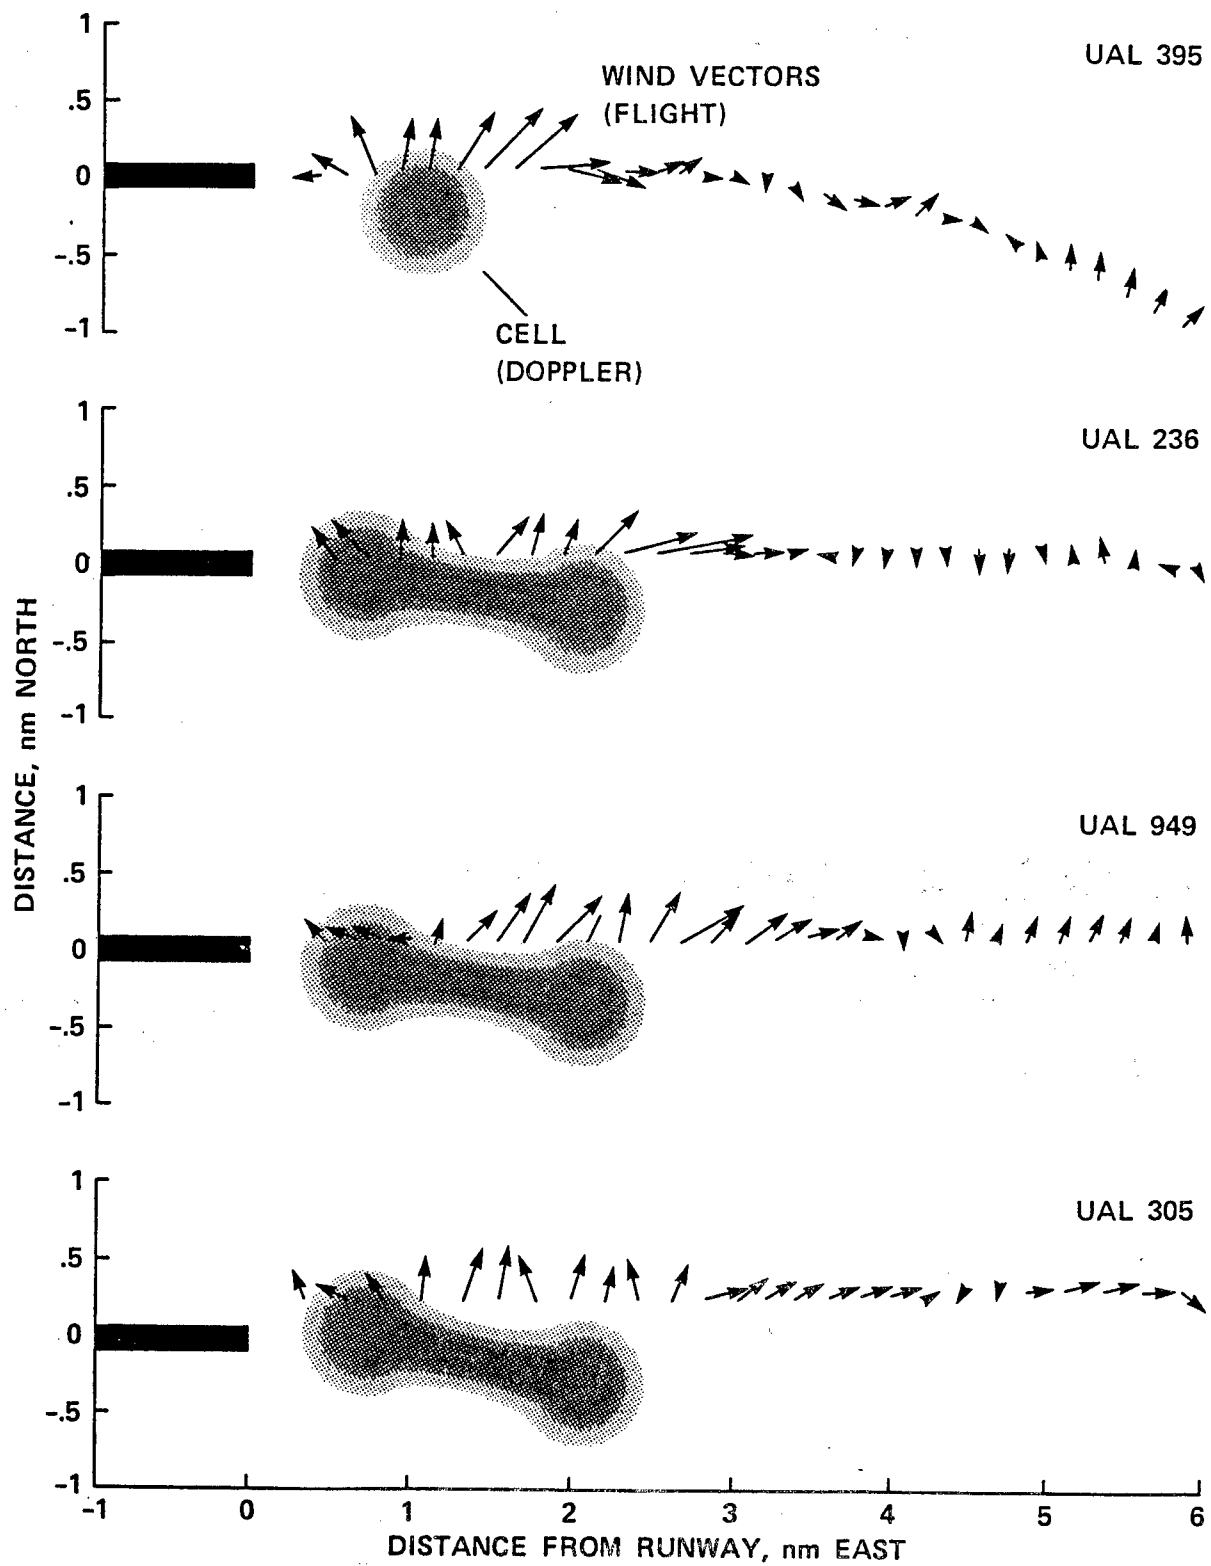 1
.5
0
-.5
-1
UAL 395
WIND VECTORS
(FLIGHT)
CELL
(DOPPLER)
1
.5
0
-.5
-1
UAL 236
DISTANCE, nm NORTH
1
.5
0
-.5
-1
UAL 949
1
.5
0
-.5
-1
UAL 305
-1 0 1 2 3 4 5 6
DISTANCE FROM RUNWAY, nm EAST